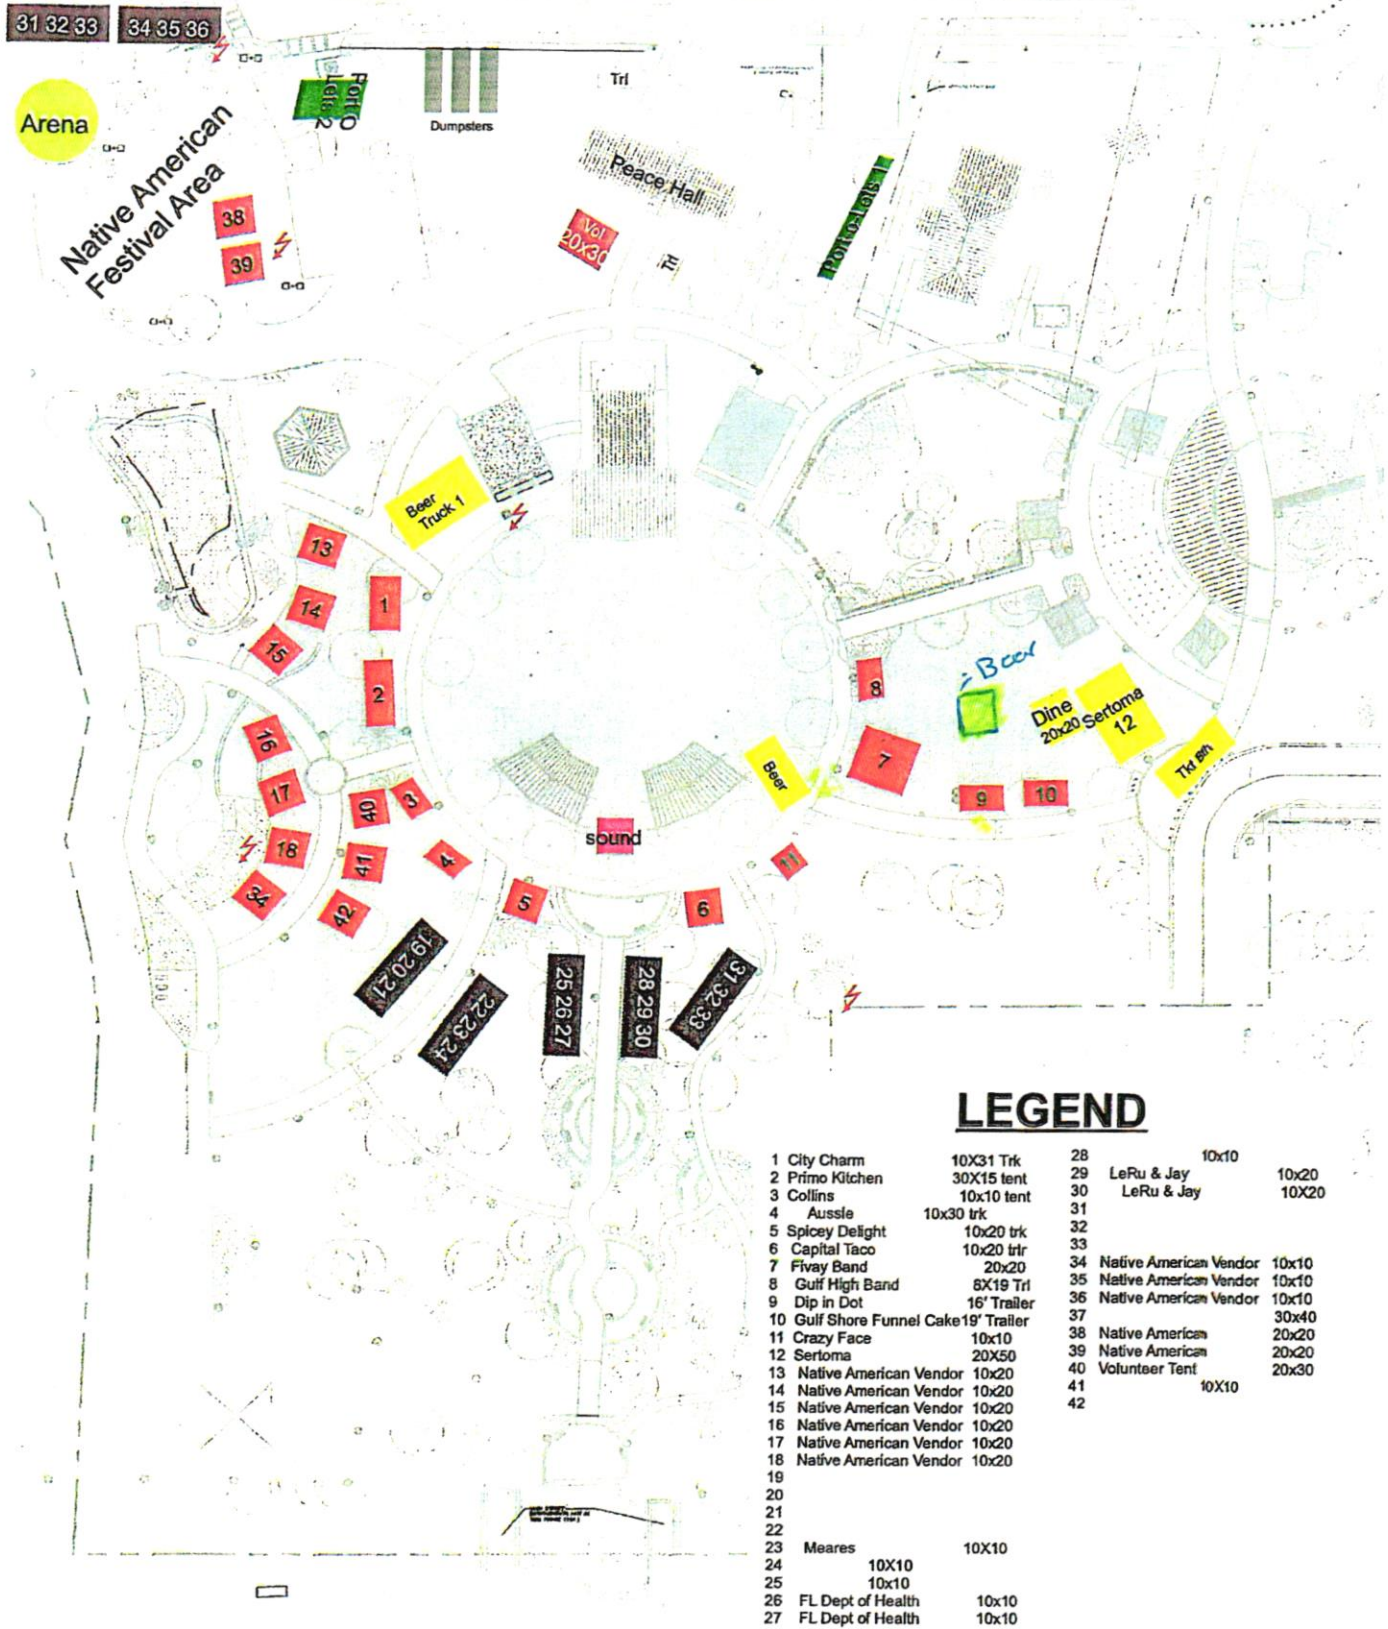 31 32 33
34 35 36
Arena
Native American
Festival Area
Port O
Lets 2
Dumpsters
Trl
Peace Hall
Vol
20x30
Trl
Port o-Lets 1
38
39
Beer
Truck 1
13
14
15
1
2
16
17
18
34
40
41
42
3
4
5
6
sound
Beer
11
8
7
Beer
Dine
20x20
Sertoma
12
Tkt Bth
9
10
19 20 21
22 23 24
25 26 27
28 29 30
31 32 33
LEGEND
1 City Charm 10X31 Trk
2 Primo Kitchen 30X15 tent
3 Collins 10x10 tent
4 Aussie 10x30 trk
5 Spicey Delight 10x20 trk
6 Capital Taco 10x20 trlr
7 Fivay Band 20x20
8 Gulf High Band 8X19 Trl
9 Dip in Dot 16' Trailer
10 Gulf Shore Funnel Cake 19' Trailer
11 Crazy Face 10x10
12 Sertoma 20X50
13 Native American Vendor 10x20
14 Native American Vendor 10x20
15 Native American Vendor 10x20
16 Native American Vendor 10x20
17 Native American Vendor 10x20
18 Native American Vendor 10x20
19
20
21
22
23 Meares 10X10
24 10X10
25 10x10
26 FL Dept of Health 10x10
27 FL Dept of Health 10x10
28 10x10
29 LeRu & Jay 10x20
30 LeRu & Jay 10X20
31
32
33
34 Native American Vendor 10x10
35 Native American Vendor 10x10
36 Native American Vendor 10x10
37 30x40
38 Native American 20x20
39 Native American 20x20
40 Volunteer Tent 20x30
41 10X10
42